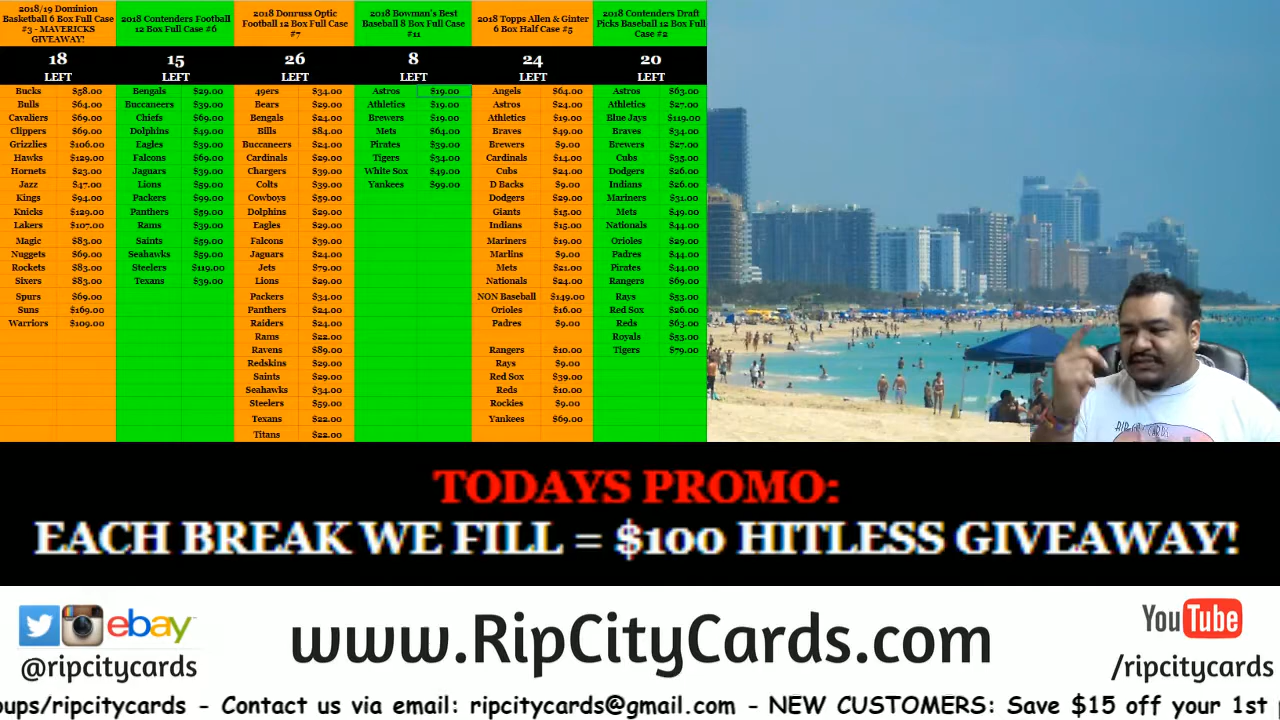 2018/19 Dominion
Basketball 6 Box Full Case
#3 - MAVERICKS
GIVEAWAY!
18
LEFT
Bucks $58.00
Bulls $64.00
Cavaliers $69.00
Clippers $69.00
Grizzlies $106.00
Hawks $129.00
Hornets $23.00
Jazz $47.00
Kings $94.00
Knicks $129.00
Lakers $107.00
Magic $83.00
Nuggets $69.00
Rockets $83.00
Sixers $83.00
Spurs $69.00
Suns $169.00
Warriors $109.00
2018 Contenders Football
12 Box Full Case #6
15
LEFT
Bengals $29.00
Buccaneers $39.00
Chiefs $69.00
Dolphins $49.00
Eagles $39.00
Falcons $69.00
Jaguars $39.00
Lions $59.00
Packers $99.00
Panthers $59.00
Rams $39.00
Saints $59.00
Seahawks $59.00
Steelers $119.00
Texans $39.00
2018 Donruss Optic
Football 12 Box Full Case
#7
26
LEFT
49ers $34.00
Bears $29.00
Bengals $24.00
Bills $84.00
Buccaneers $24.00
Cardinals $29.00
Chargers $39.00
Colts $39.00
Cowboys $59.00
Dolphins $29.00
Eagles $29.00
Falcons $39.00
Jaguars $24.00
Jets $79.00
Lions $29.00
Packers $34.00
Panthers $24.00
Raiders $24.00
Rams $22.00
Ravens $89.00
Redskins $29.00
Saints $29.00
Seahawks $34.00
Steelers $59.00
Texans $22.00
Titans $22.00
2018 Bowman's Best
Baseball 8 Box Full Case
#11
8
LEFT
Astros $19.00
Athletics $19.00
Brewers $19.00
Mets $64.00
Pirates $39.00
Tigers $34.00
White Sox $49.00
Yankees $99.00
2018 Topps Allen & Ginter
6 Box Half Case #5
24
LEFT
Angels $64.00
Astros $24.00
Athletics $19.00
Braves $49.00
Brewers $9.00
Cardinals $14.00
Cubs $24.00
D Backs $9.00
Dodgers $29.00
Giants $15.00
Indians $15.00
Mariners $19.00
Marlins $9.00
Mets $21.00
Nationals $24.00
NON Baseball $149.00
Orioles $16.00
Padres $9.00
Rangers $10.00
Rays $9.00
Red Sox $39.00
Reds $10.00
Rockies $9.00
Yankees $69.00
2018 Contenders Draft
Picks Baseball 12 Box Full
Case #2
20
LEFT
Astros $63.00
Athletics $27.00
Blue Jays $119.00
Braves $34.00
Brewers $27.00
Cubs $35.00
Dodgers $26.00
Indians $26.00
Mariners $31.00
Mets $49.00
Nationals $44.00
Orioles $29.00
Padres $44.00
Pirates $44.00
Rangers $69.00
Rays $53.00
Red Sox $26.00
Reds $63.00
Royals $53.00
Tigers $79.00
TODAYS PROMO:
EACH BREAK WE FILL = $100 HITLESS GIVEAWAY!
ebay
@ripcitycards
www.RipCityCards.com
YouTube
/ripcitycards
oups/ripcitycards - Contact us via email: ripcitycards@gmail.com - NEW CUSTOMERS: Save $15 off your 1st